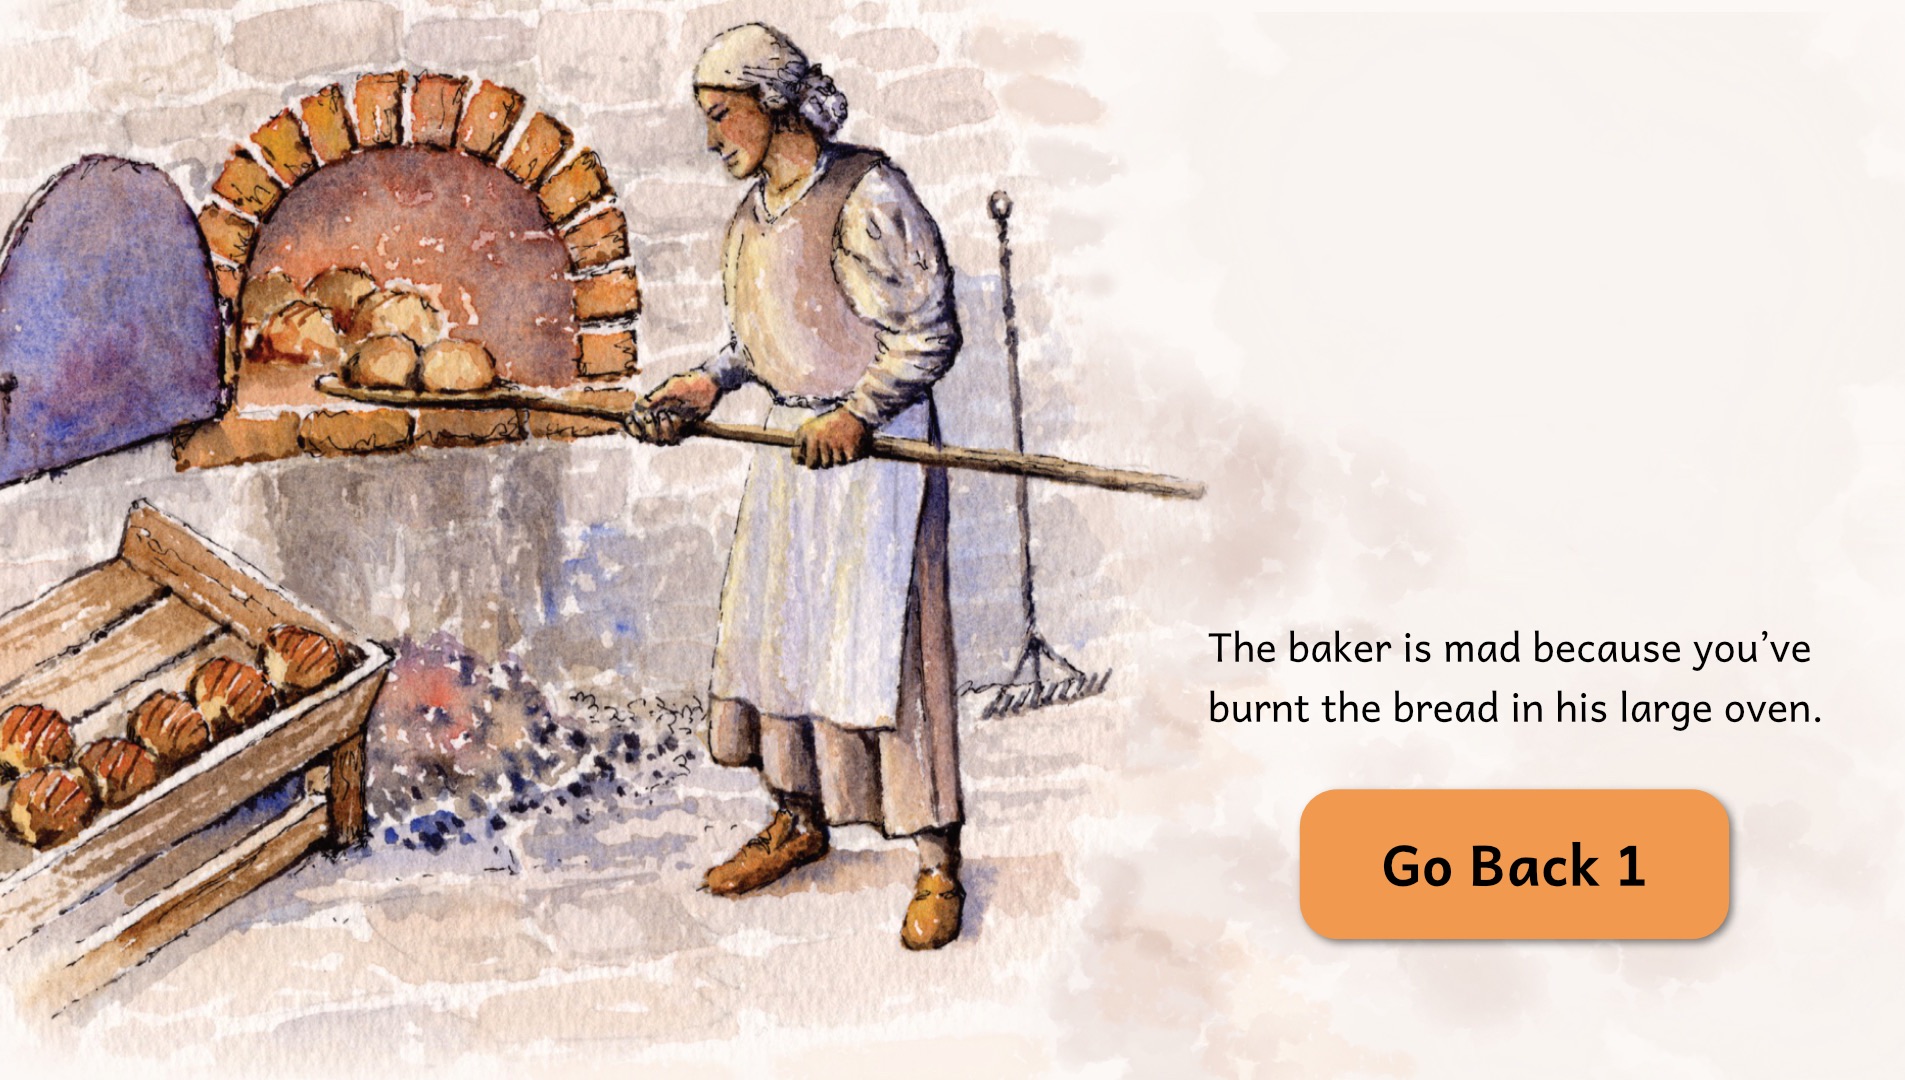 The baker is mad because you’ve
burnt the bread in his large oven.
Go Back 1